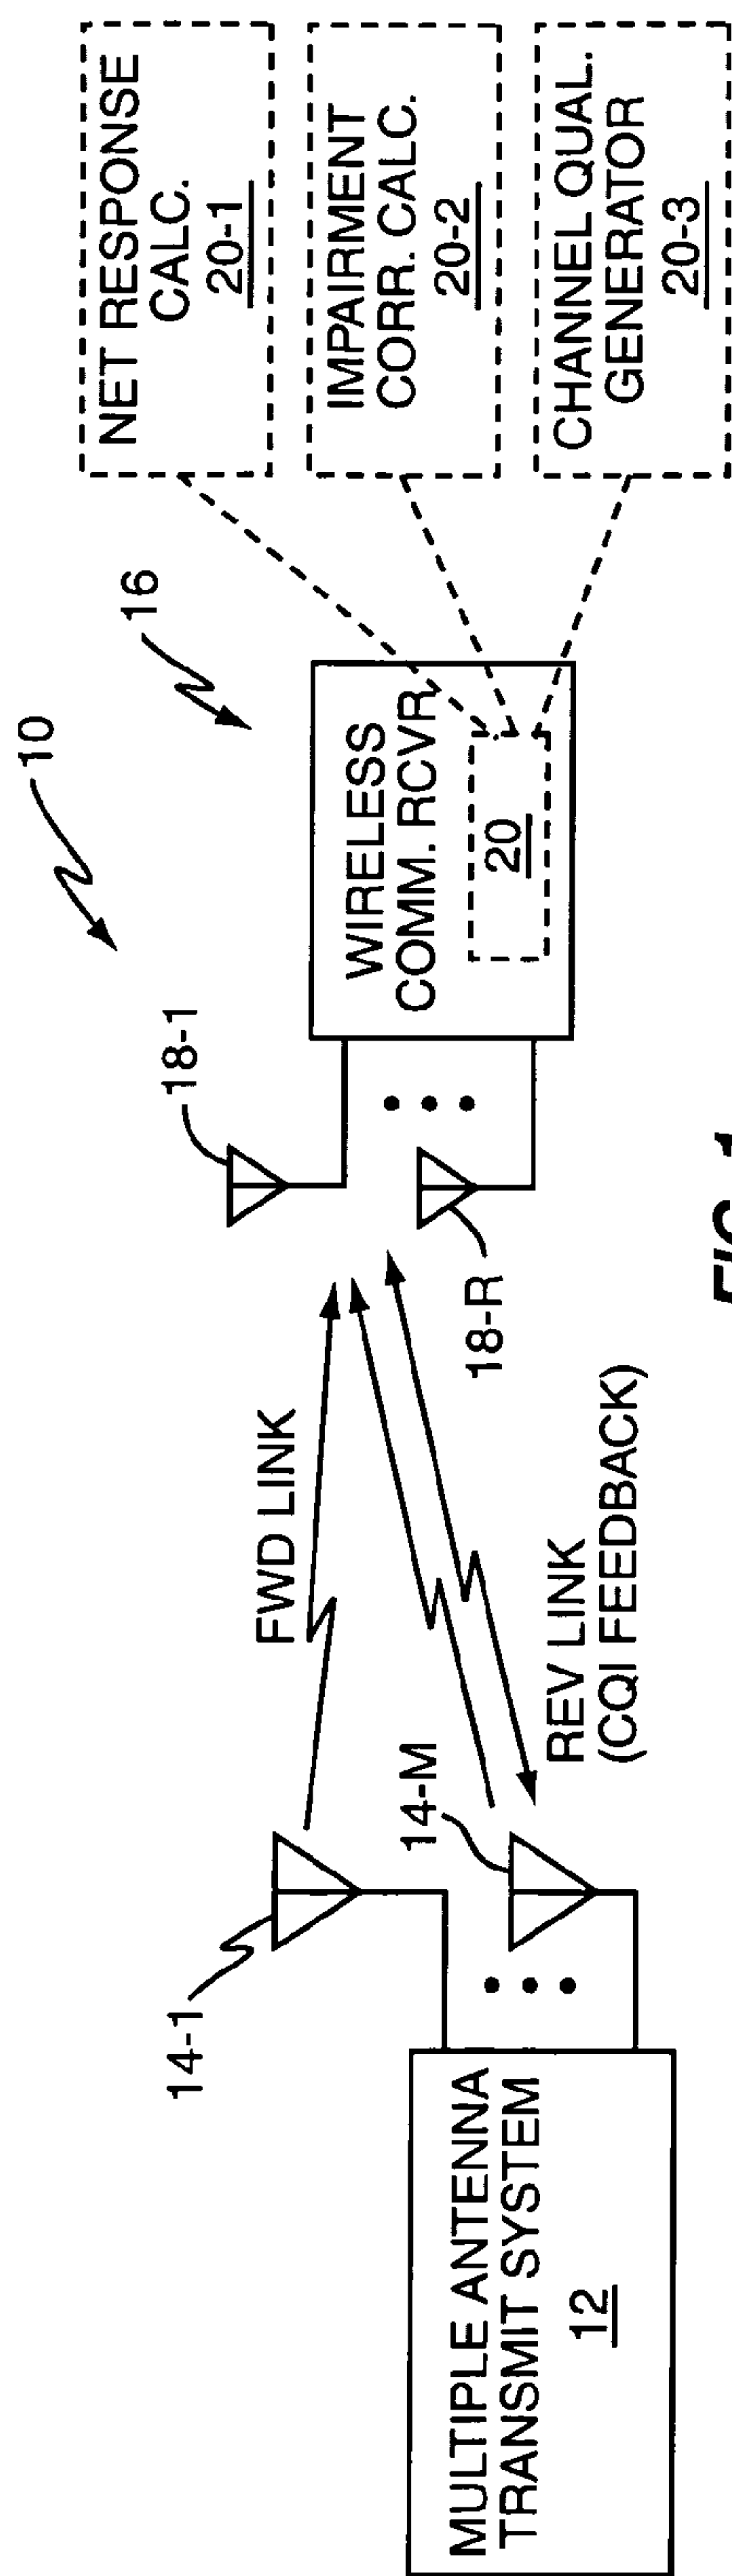 10
16
NET RESPONSE
CALC.
20-1
IMPAIRMENT
CORR. CALC.
20-2
CHANNEL QUAL.
GENERATOR
20-3
WIRELESS
COMM. RCVR
20
18-1
18-R
FWD LINK
REV LINK
(CQI FEEDBACK)
14-1
14-M
MULTIPLE ANTENNA
TRANSMIT SYSTEM
12
FIG. 1